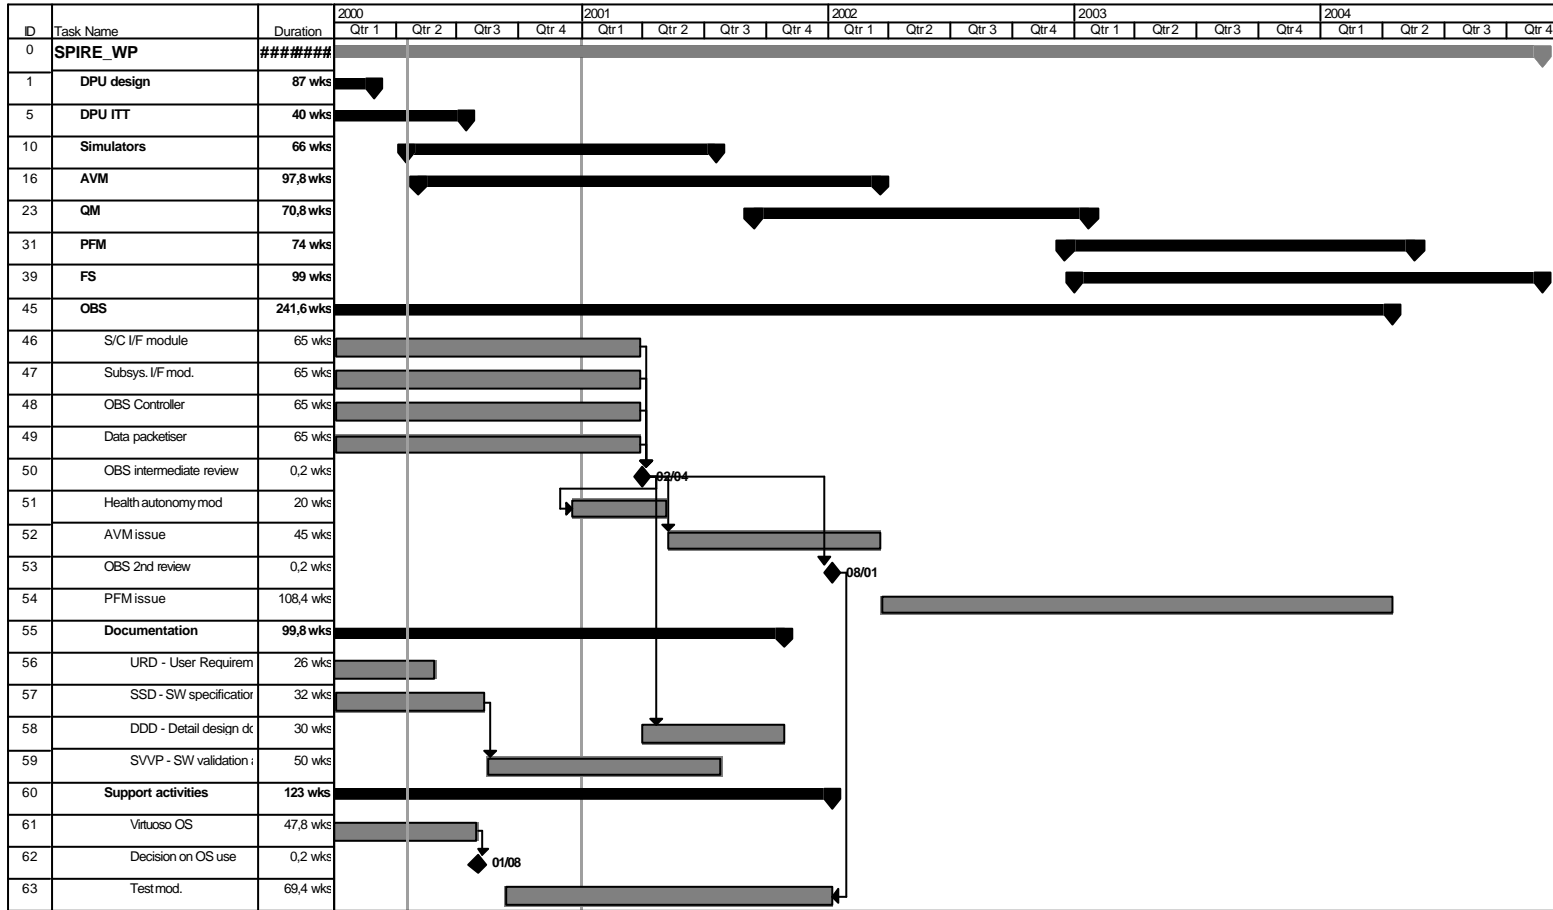 2000 2001 2002 2003 2004
ID Task Name Duration Qtr 1 Qtr 2 Qtr 3 Qtr 4 Qtr 1 Qtr 2 Qtr 3 Qtr 4 Qtr 1 Qtr 2 Qtr 3 Qtr 4 Qtr 1 Qtr 2 Qtr 3 Qtr 4 Qtr 1 Qtr 2 Qtr 3 Qtr 4
0 SPIRE_WP ########
1 DPU design 87 wks
5 DPU ITT 40 wks
10 Simulators 66 wks
16 AVM 97,8 wks
23 QM 70,8 wks
31 PFM 74 wks
39 FS 99 wks
45 OBS 241,6 wks
46 S/C I/F module 65 wks
47 Subsys. I/F mod. 65 wks
48 OBS Controller 65 wks
49 Data packetiser 65 wks
50 OBS intermediate review 0,2 wks 02/04
51 Health autonomy mod 20 wks
52 AVM issue 45 wks
53 OBS 2nd review 0,2 wks 08/01
54 PFM issue 108,4 wks
55 Documentation 99,8 wks
56 URD - User Requirem 26 wks
57 SSD - SW specification 32 wks
58 DDD - Detail design do 30 wks
59 SVVP - SW validation 50 wks
60 Support activities 123 wks
61 Virtuoso OS 47,8 wks
62 Decision on OS use 0,2 wks 01/08
63 Test mod. 69,4 wks